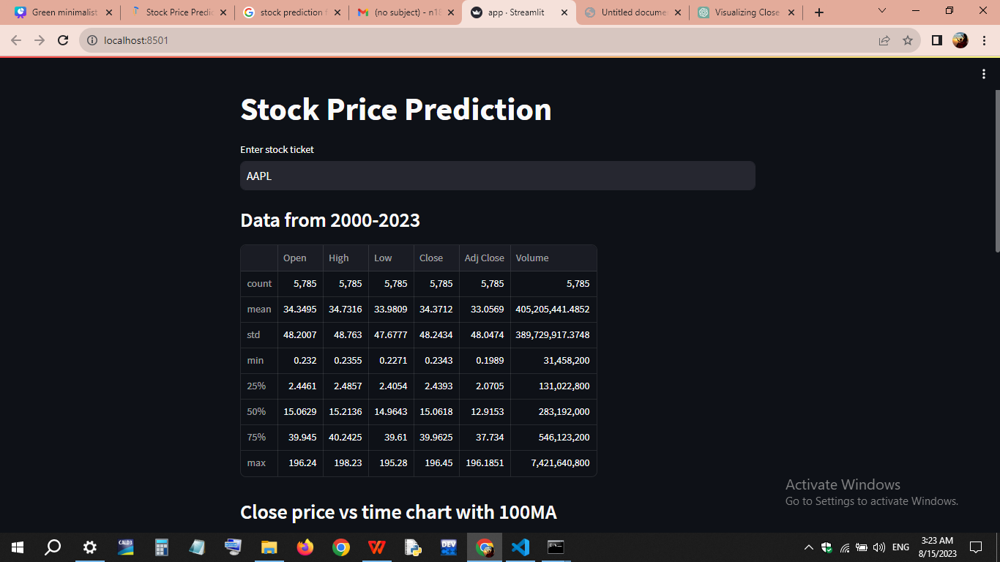 Green minimalist
Stock Price Predic
stock prediction f
(no subject) - n18
app · Streamlit
Untitled docume
Visualizing Close
localhost:8501
Stock Price Prediction
Enter stock ticket
AAPL
Data from 2000-2023
Open High Low Close Adj Close Volume
count 5,785 5,785 5,785 5,785 5,785 5,785
mean 34.3495 34.7316 33.9809 34.3712 33.0569 405,205,441.4852
std 48.2007 48.763 47.6777 48.2434 48.0474 389,729,917.3748
min 0.232 0.2355 0.2271 0.2343 0.1989 31,458,200
25% 2.4461 2.4857 2.4054 2.4393 2.0705 131,022,800
50% 15.0629 15.2136 14.9643 15.0618 12.9153 283,192,000
75% 39.945 40.2425 39.61 39.9625 37.734 546,123,200
max 196.24 198.23 195.28 196.45 196.1851 7,421,640,800
Activate Windows
Go to Settings to activate Windows.
Close price vs time chart with 100MA
CALD3
DEV
ENG
3:23 AM
8/15/2023